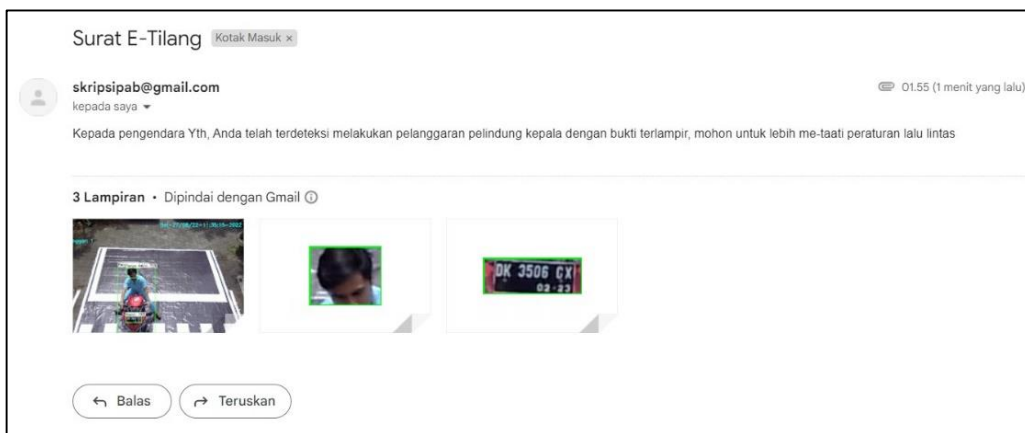 Surat E-Tilang Kotak Masuk ×
skripsipab@gmail.com 01.55 (1 menit yang lalu)
kepada saya
Kepada pengendara Yth, Anda telah terdeteksi melakukan pelanggaran pelindung kepala dengan bukti terlampir, mohon untuk lebih me-taati peraturan lalu lintas
3 Lampiran • Dipindai dengan Gmail
DK 3506 CX
03-23
Balas Teruskan